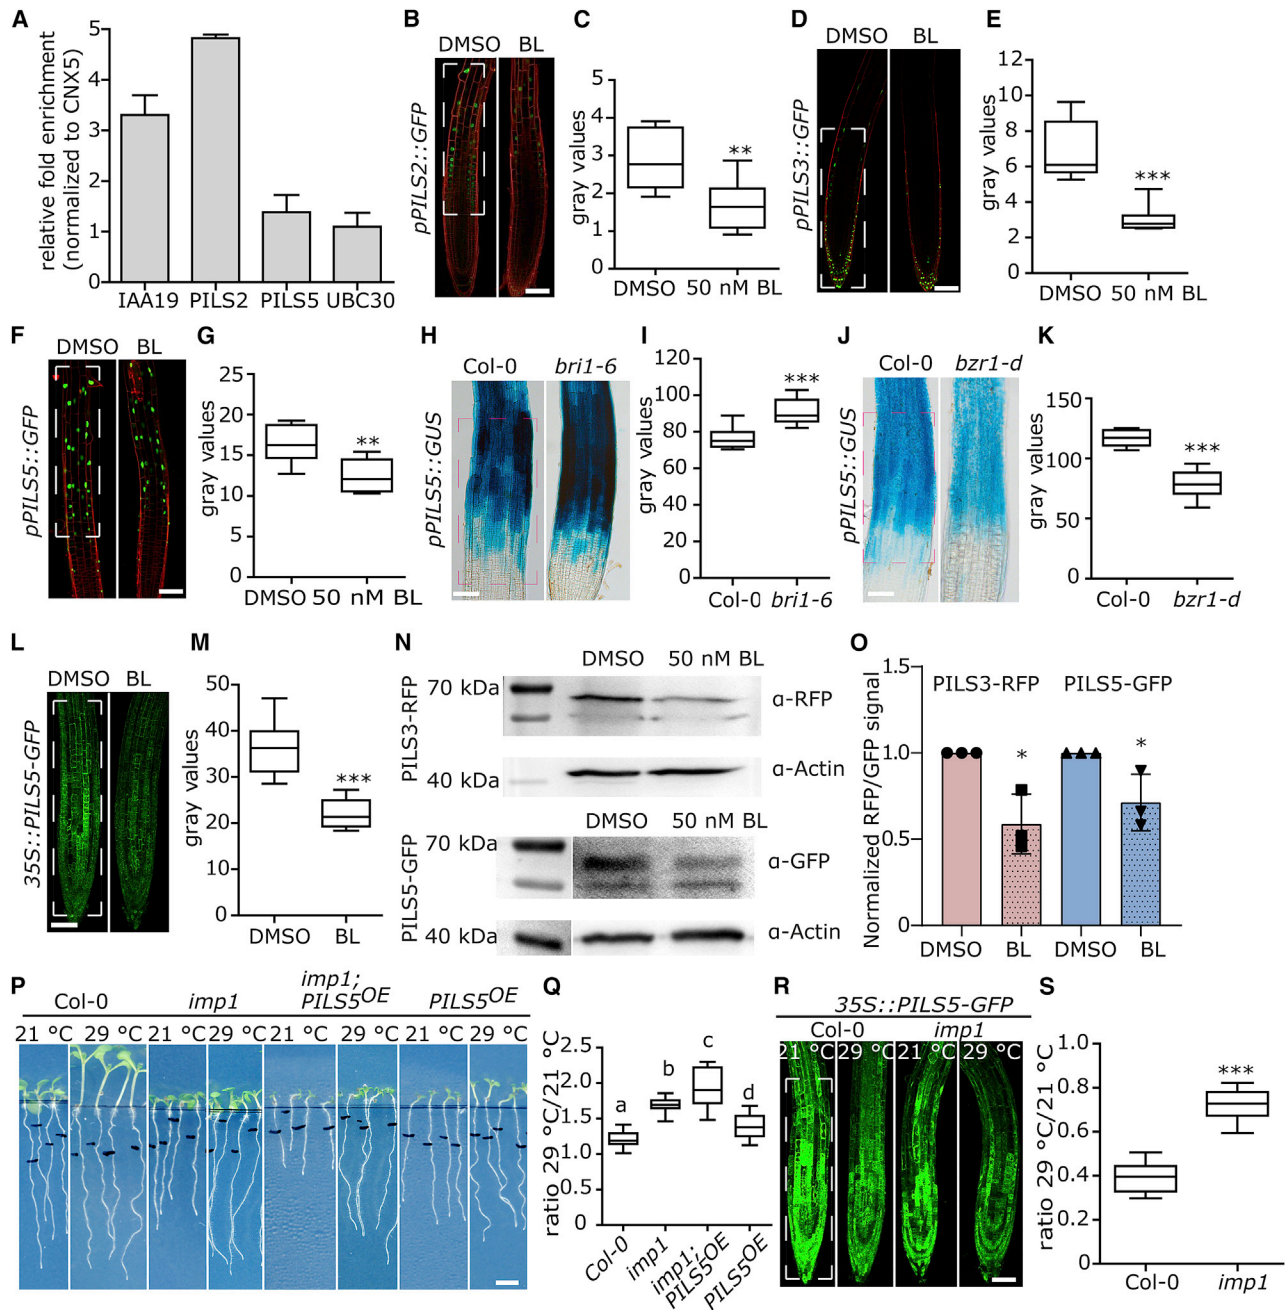 A
relative fold enrichment
(normalized to CNX5)
5
4
3
2
1
0
IAA19 PILS2 PILS5 UBC30
B
DMSO BL
pPILS2::GFP
C
gray values
5
4
3
2
1
0
DMSO 50 nM BL
D
DMSO BL
pPILS3::GFP
E
gray values
12
10
8
6
4
2
0
**
***
DMSO 50 nM BL
F
DMSO BL
pPILS5::GFP
G
gray values
25
20
15
10
5
0
**
DMSO 50 nM BL
H
Col-0 bri1-6
pPILS5::GUS
I
gray values
120
100
80
60
40
20
0
***
Col-0 bri1-6
J
Col-0 bzr1-d
pPILS5::GUS
K
gray values
150
100
50
0
***
Col-0 bzr1-d
L
DMSO BL
35S::PILS5-GFP
M
gray values
50
40
30
20
10
0
***
DMSO BL
N
DMSO 50 nM BL
PILS3-RFP
70 kDa
α-RFP
40 kDa
α-Actin
DMSO 50 nM BL
PILS5-GFP
70 kDa
α-GFP
40 kDa
α-Actin
O
Normalized RFP/GFP signal
1.5
1.0
0.5
0
PILS3-RFP PILS5-GFP
* *
DMSO BL DMSO BL
P
Col-0 imp1 imp1; PILS5OE PILS5OE
21 °C 29 °C 21 °C 29 °C 21 °C 29 °C 21 °C 29 °C
Q
ratio 29 °C/21 °C
2.5
2.0
1.5
1.0
0.5
0
a b c d
Col-0 imp1 imp1; PILS5OE PILS5OE
R
35S::PILS5-GFP
Col-0 imp1
21 °C 29 °C 21 °C 29 °C
S
ratio 29 °C/21 °C
1.0
0.8
0.6
0.4
0.2
0
***
Col-0 imp1